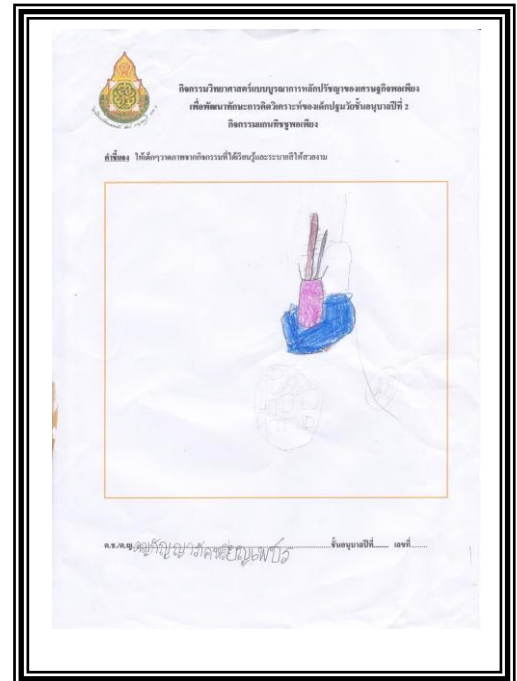 กิจกรรมวิทยาศาสตร์แบบบูรณาการหลักปรัชญาของเศรษฐกิจพอเพียง
เพื่อพัฒนาทักษะการคิดวิเคราะห์ของเด็กปฐมวัยชั้นอนุบาลปีที่ 2
กิจกรรมแกนทิชชูพอเพียง
คำชี้แจง ให้เด็กๆวาดภาพจากกิจกรรมที่ได้เรียนรู้และระบายสีให้สวยงาม
ด.ช./ด.ญ. ชั้นอนุบาลปีที่....... เลขที่.......